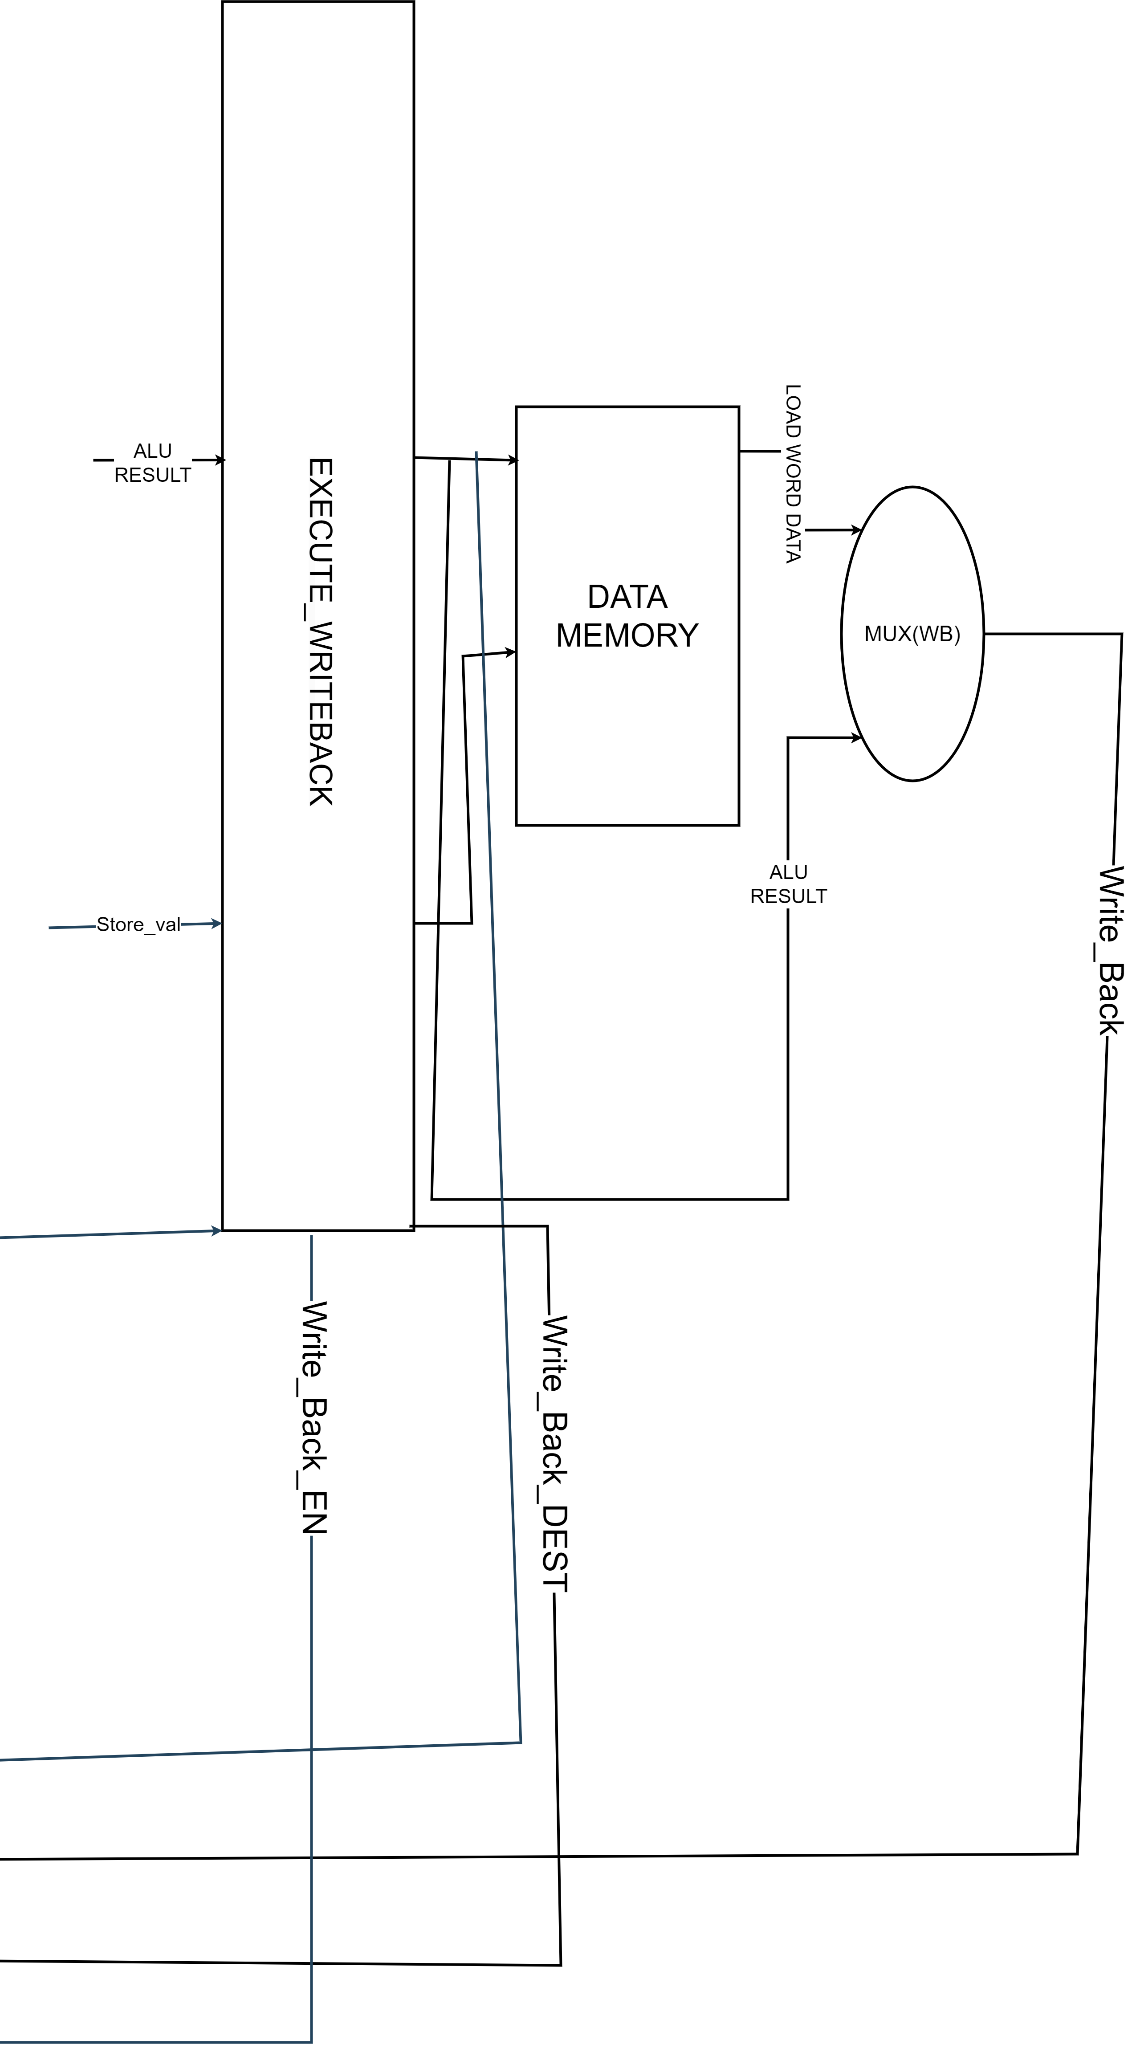 LOAD WORD DATA
ALU
RESULT
EXECUTE_WRITEBACK
DATA
MEMORY
MUX(WB)
ALU
RESULT
Write_Back
Store_val
Write_Back_EN
Write_Back_DEST